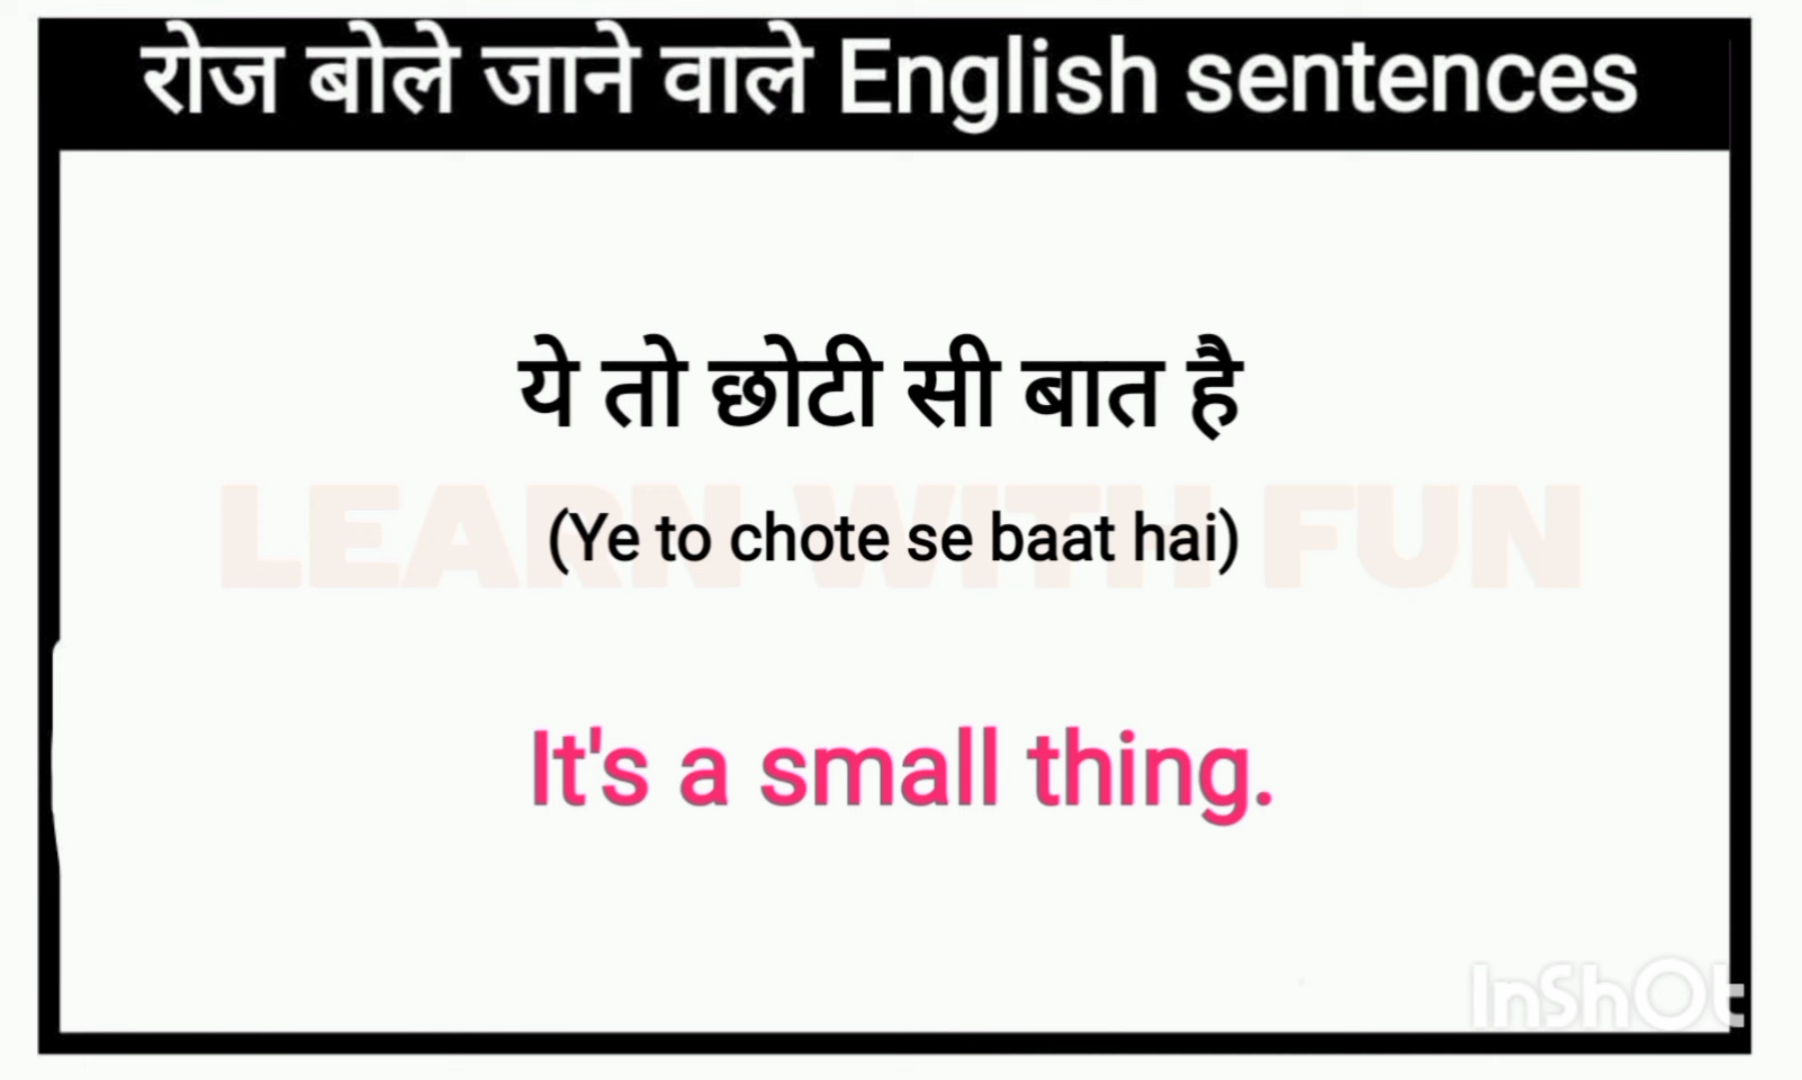 रोज बोले जाने वाले English sentences
ये तो छोटी सी बात है
LEARN WITH FUN
(Ye to chote se baat hai)
It's a small thing.
InShOt